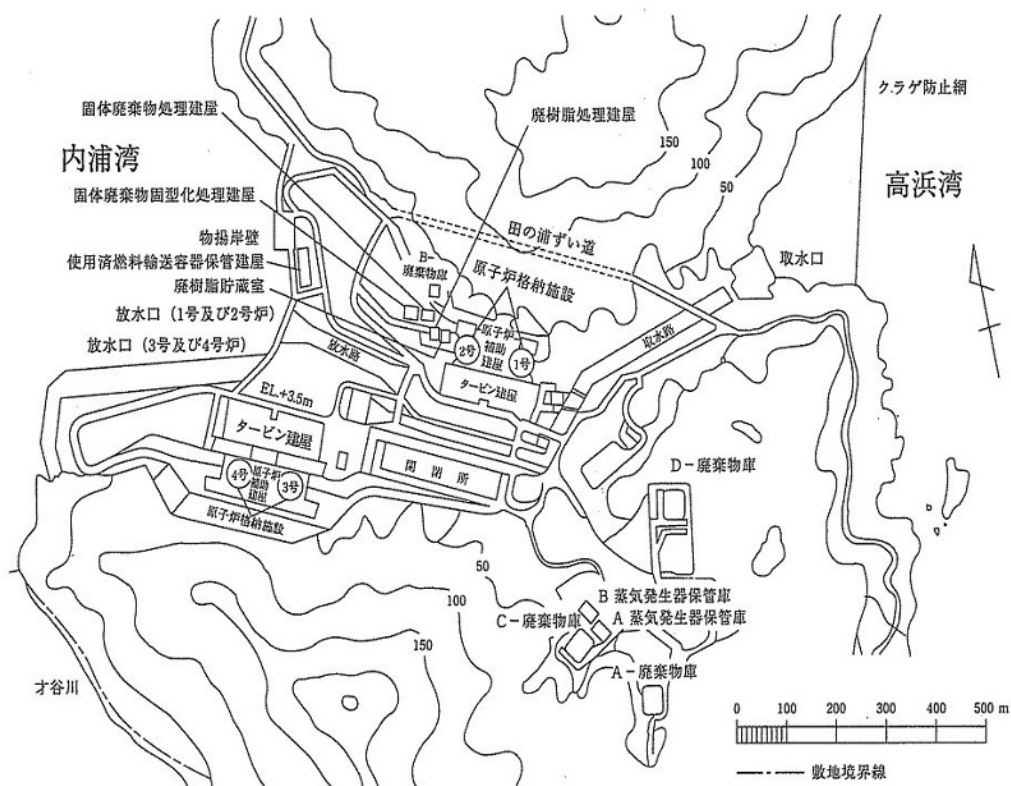 固体廃棄物処理建屋
廃樹脂処理建屋
クラゲ防止網
内浦湾
150
100
50
高浜湾
固体廃棄物固型化処理建屋
田の浦ずい道
物揚岸壁
B-
廃棄物庫
取水口
使用済燃料輸送容器保管建屋
原子炉格納施設
廃樹脂貯蔵室
放水口 (1号及び2号炉)
原子炉
補助
建屋
2号
1号
取水路
放水口 (3号及び4号炉)
放水路
タービン建屋
EL.+3.5m
タービン建屋
開閉所
D-廃棄物庫
4号
原子炉
補助
建屋
3号
原子炉格納施設
50
100
150
B 蒸気発生器保管庫
A 蒸気発生器保管庫
C-廃棄物庫
A-廃棄物庫
才谷川
0 100 200 300 400 500 m
敷地境界線